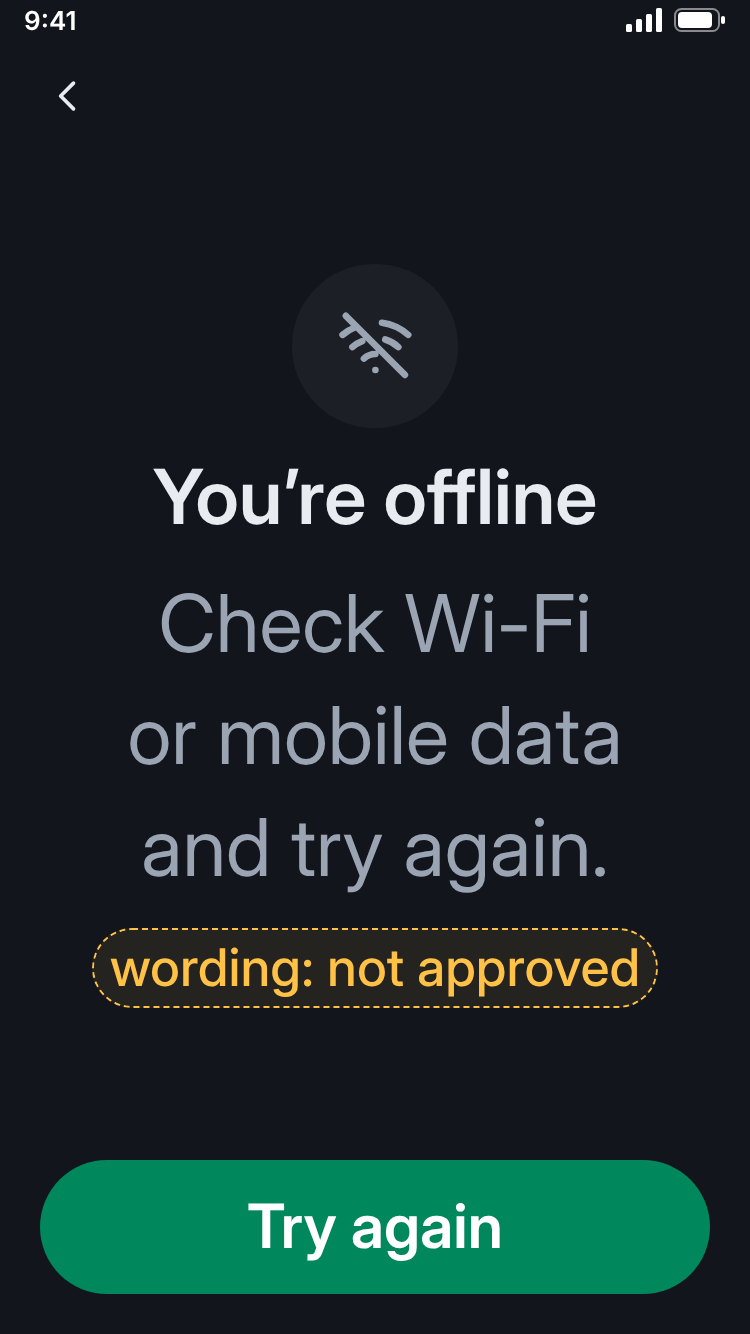 9:41
You’re offline
Check Wi-Fi
or mobile data
and try again.
wording: not approved
Try again